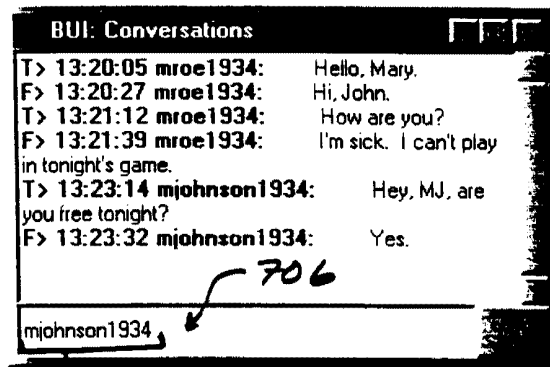 BUI: Conversations
T> 13:20:05 mroe1934: Hello, Mary.
F> 13:20:27 mroe1934: Hi, John.
T> 13:21:12 mroe1934: How are you?
F> 13:21:39 mroe1934: I'm sick. I can't play
in tonight's game.
T> 13:23:14 mjohnson1934: Hey, MJ, are
you free tonight?
F> 13:23:32 mjohnson1934: Yes.
706
mjohnson1934